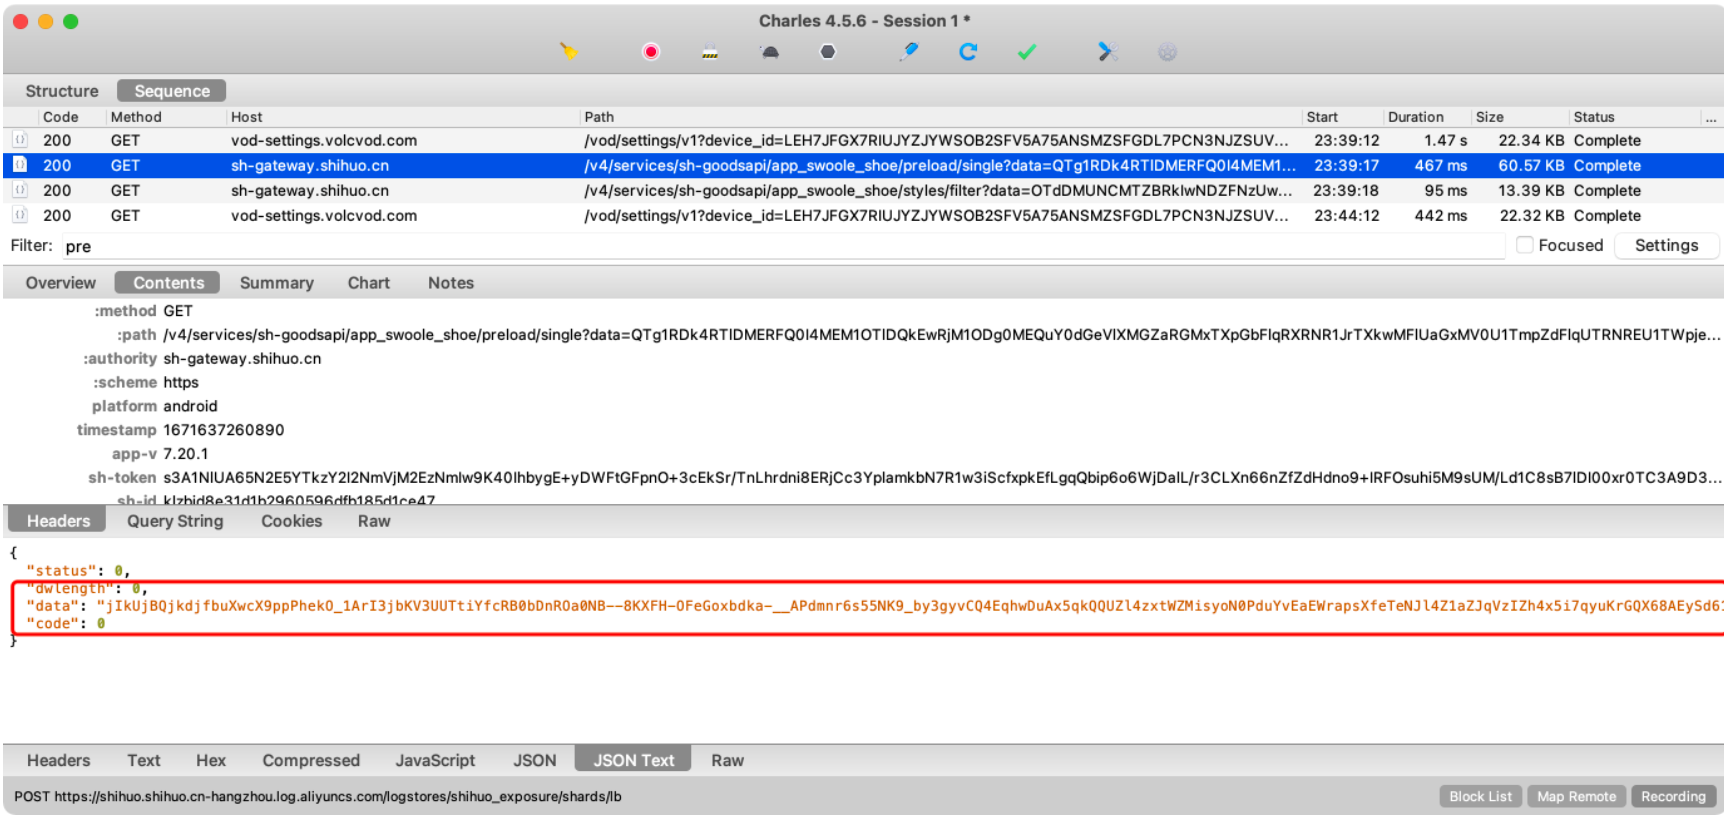 Charles 4.5.6 - Session 1 *
Structure Sequence
Code Method Host Path Start Duration Size Status ...
200 GET vod-settings.volcvod.com /vod/settings/v1?device_id=LEH7JFGX7RIUJYZJYWSOB2SFV5A75ANSMZSFGDL7PCN3NJZSUV... 23:39:12 1.47 s 22.34 KB Complete
200 GET sh-gateway.shihuo.cn /v4/services/sh-goodsapi/app_swoole_shoe/preload/single?data=QTg1RDk4RTlDMERFQ0I4MEM1... 23:39:17 467 ms 60.57 KB Complete
200 GET sh-gateway.shihuo.cn /v4/services/sh-goodsapi/app_swoole_shoe/styles/filter?data=OTdDMUNCMTZBRkIwNDZFNzUw... 23:39:18 95 ms 13.39 KB Complete
200 GET vod-settings.volcvod.com /vod/settings/v1?device_id=LEH7JFGX7RIUJYZJYWSOB2SFV5A75ANSMZSFGDL7PCN3NJZSUV... 23:44:12 442 ms 22.32 KB Complete
Filter: pre Focused Settings
Overview Contents Summary Chart Notes
:method GET
:path /v4/services/sh-goodsapi/app_swoole_shoe/preload/single?data=QTg1RDk4RTlDMERFQ0I4MEM1OTlDQkEwRjM1ODg0MEQuY0dGeVlXMGZaRGMxTXpGbFlqRXRNR1JrTXkwMFlUaGxMV0U1TmpZdFlqUTRNREU1TWpje...
:authority sh-gateway.shihuo.cn
:scheme https
platform android
timestamp 1671637260890
app-v 7.20.1
sh-token s3A1NlUA65N2E5YTkzY2I2NmVjM2EzNmlw9K40IhbygE+yDWFtGFpnO+3cEkSr/TnLhrdni8ERjCc3YplamkbN7R1w3iScfxpkEfLgqQbip6o6WjDaIL/r3CLXn66nZfZdHdno9+IRFOsuhi5M9sUM/Ld1C8sB7IDI00xr0TC3A9D3...
sh-id klzbid8e31d1b2960596dfb185d1ce47
Headers Query String Cookies Raw
{
"status": 0,
"dwlength": 0,
"data": "jIkUjBQjkdjfbuXwcX9ppPhekO_1ArI3jbKV3UUTtiYfcRB0bDnROa0NB--8KXFH-OFeGoxbdka-__APdmnr6s55NK9_by3gyvCQ4EqhwDuAx5qkQQUZl4zxtWZMisyoN0PduYvEaEWrapsXfeTeNJl4Z1aZJqVzIZh4x5i7qyuKrGQX68AEySd61
"code": 0
}
Headers Text Hex Compressed JavaScript JSON JSON Text Raw
POST https://shihuo.shihuo.cn-hangzhou.log.aliyuncs.com/logstores/shihuo_exposure/shards/lb Block List Map Remote Recording